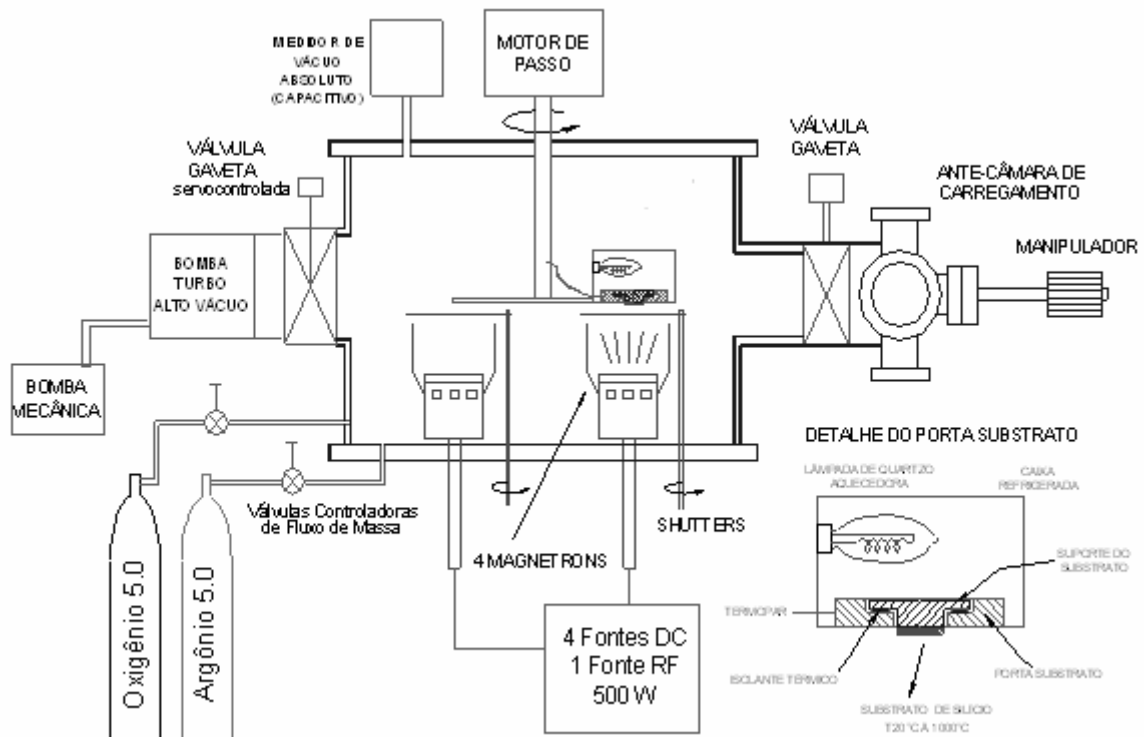 MEDIDOR DE
VÁCUO
ABSOLUTO
(CAPACITIVO)
MOTOR DE
PASSO
VÁLVULA
GAVETA
servocontrolada
VÁLVULA
GAVETA
ANTE-CÂMARA DE
CARREGAMENTO
MANIPULADOR
BOMBA
TURBO
ALTO VÁCUO
BOMBA
MECÂNICA
Válvulas Controladoras
de Fluxo de Massa
4 MAGNETRONS
SHUTTERS
Oxigênio 5.0
Argônio 5.0
4 Fontes DC
1 Fonte RF
500 W
DETALHE DO PORTA SUBSTRATO
LÂMPADA DE QUARTZO
AQUECEDORA
CAIXA
REFRIGERADA
SUPORTE DO
SUBSTRATO
TERMOPAR
ISOLANTE TÉRMICO
PORTA SUBSTRATO
SUBSTRATO DE SILÍCIO
T 20°C À 1000°C